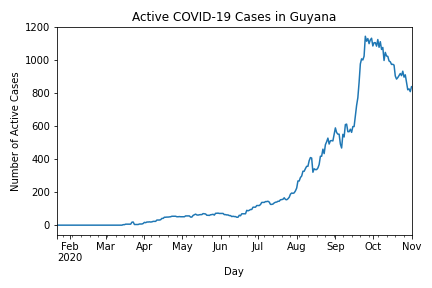 Active COVID-19 Cases in Guyana
Number of Active Cases
1200
1000
800
600
400
200
0
Feb Mar Apr May Jun Jul Aug Sep Oct Nov
2020
Day